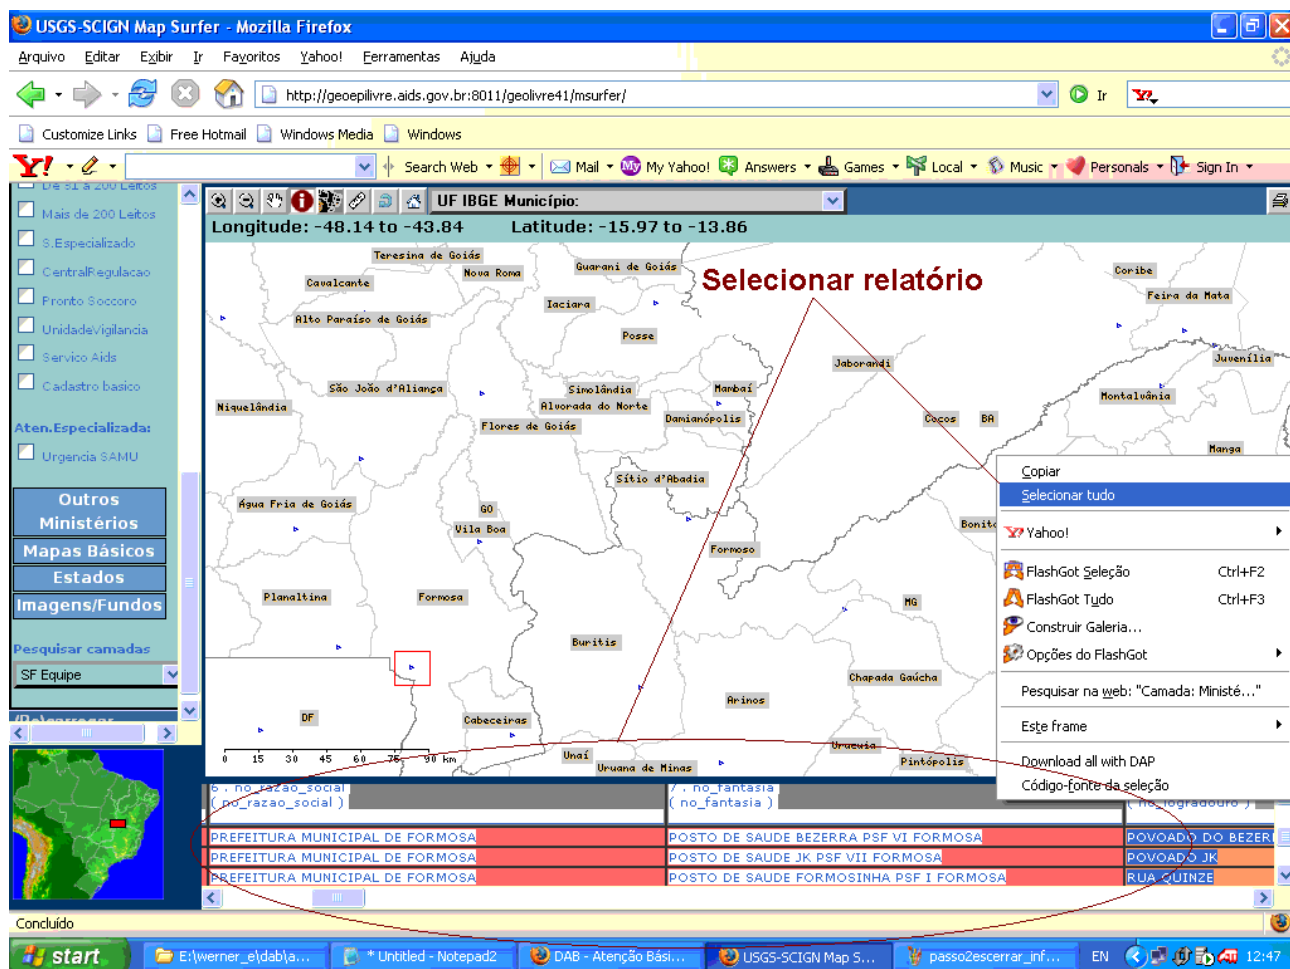 USGS-SCIGN Map Surfer - Mozilla Firefox
Arquivo Editar Exibir Ir Favoritos Yahoo! Ferramentas Ajuda
http://geoepilivre.aids.gov.br:8011/geolivre41/msurfer/ Ir
Customize Links Free Hotmail Windows Media Windows
Y! Search Web Mail My Yahoo! Answers Games Local Music Personals Sign In
De 51 a 200 Leitos
Mais de 200 Leitos
S.Especializado
CentralRegulacao
Pronto Soccoro
UnidadeVigilancia
Servico Aids
Cadastro basico
Aten.Especializada:
Urgencia SAMU
Outros
Ministérios
Mapas Básicos
Estados
Imagens/Fundos
Pesquisar camadas
SF Equipe
(Re)carregar
UF IBGE Município:
Longitude: -48.14 to -43.84 Latitude: -15.97 to -13.86
Teresina de Goiás
Nova Roma
Guarani de Goiás
Cavalcante
Selecionar relatório
Coribe
Feira da Mata
Iaciara
Alto Paraíso de Goiás
Posse
Juvenília
Jaborandi
São João d'Aliança
Simolândia
Mambaí
Montalvânia
Niquelândia
Alvorada do Norte
Damianópolis
Cocos BA
Flores de Goiás
Manga
Sítio d'Abadia
Água Fria de Goiás
GO
Vila Boa
Bonito
Formoso
Planaltina
Formosa
MG
Buritis
Chapada Gaúcha
Arinos
DF
Cabeceiras
Urucuia
Unaí
Pintópolis
Uruana de Minas
0 15 30 45 60 75 90 km
Copiar
Selecionar tudo
Yahoo!
FlashGot Seleção Ctrl+F2
FlashGot Tudo Ctrl+F3
Construir Galeria...
Opções do FlashGot
Pesquisar na web: "Camada: Ministé..."
Este frame
Download all with DAP
Código-fonte da seleção
6 . no_razao_social 7 . no_fantasia
( no_razao_social ) ( no_fantasia ) ( no_logradouro )
PREFEITURA MUNICIPAL DE FORMOSA POSTO DE SAUDE BEZERRA PSF VI FORMOSA POVOADO DO BEZER
PREFEITURA MUNICIPAL DE FORMOSA POSTO DE SAUDE JK PSF VII FORMOSA POVOADO JK
PREFEITURA MUNICIPAL DE FORMOSA POSTO DE SAUDE FORMOSINHA PSF I FORMOSA RUA QUINZE
Concluído
start E:\werner_e\dab\a... * Untitled - Notepad2 DAB - Atenção Bási... USGS-SCIGN Map S... passo2escerrar_inf... EN 12:47